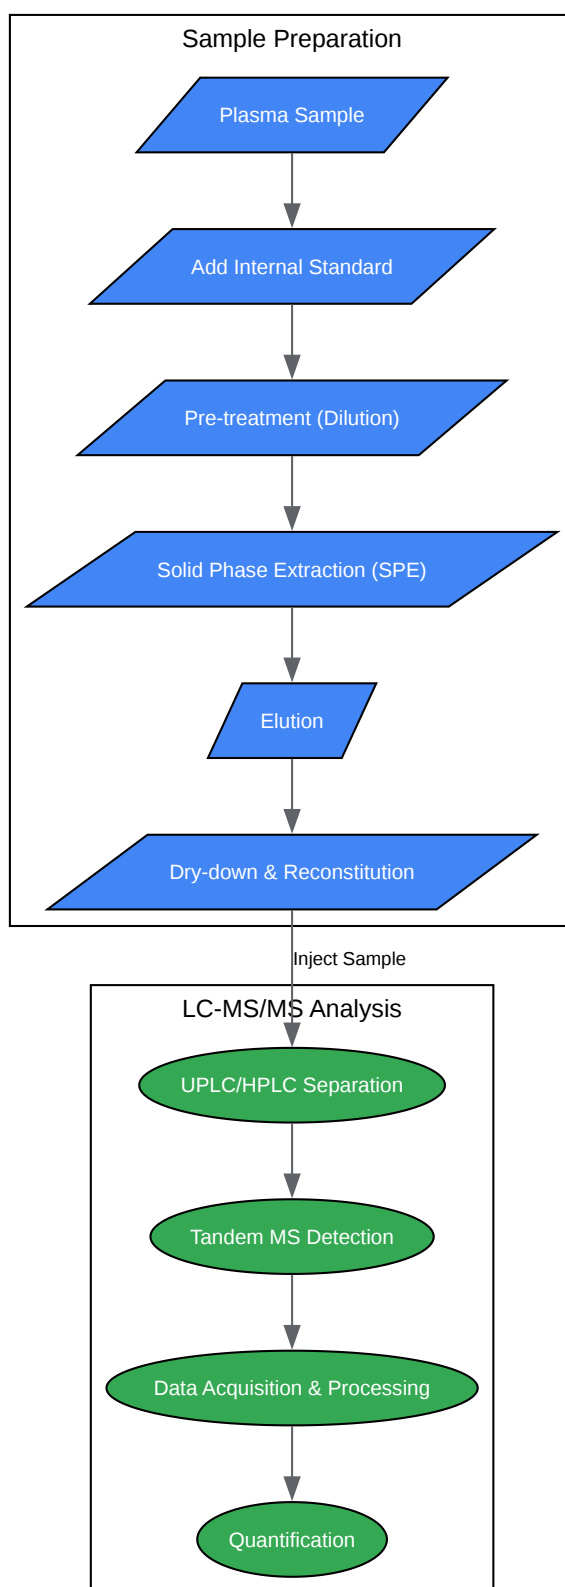 Sample Preparation
Plasma Sample
Add Internal Standard
Pre-treatment (Dilution)
Solid Phase Extraction (SPE)
Elution
Dry-down & Reconstitution
Inject Sample
LC-MS/MS Analysis
UPLC/HPLC Separation
Tandem MS Detection
Data Acquisition & Processing
Quantification